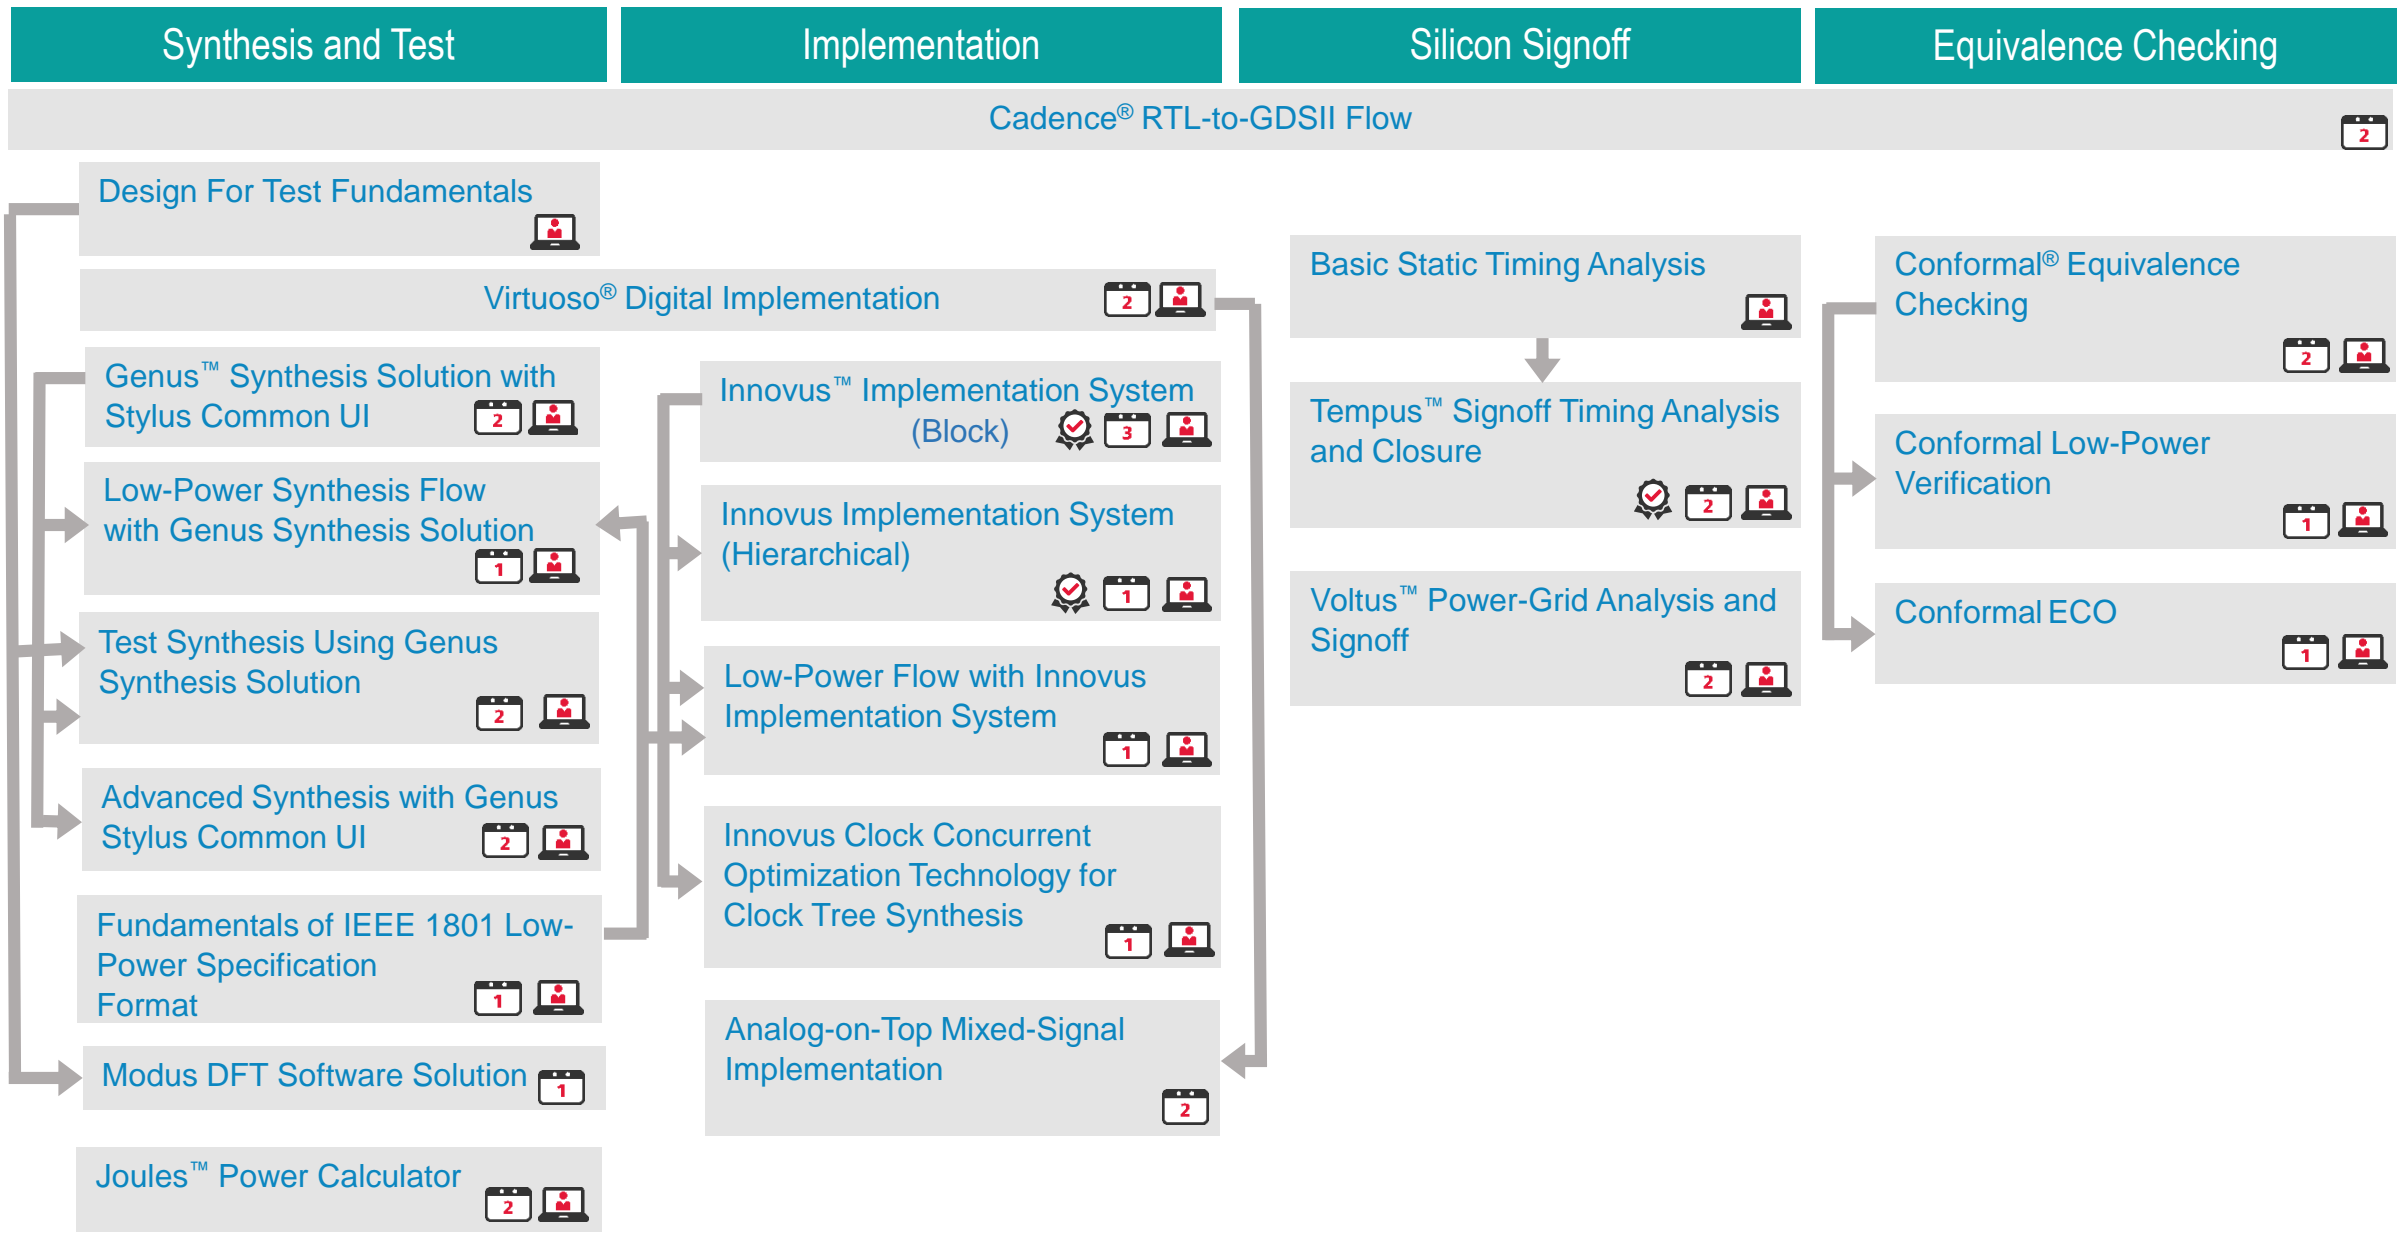 Synthesis and Test
Implementation
Silicon Signoff
Equivalence Checking
Cadence® RTL-to-GDSII Flow
2
Design For Test Fundamentals
Virtuoso® Digital Implementation
2
Genus™ Synthesis Solution with
Stylus Common UI
2
Low-Power Synthesis Flow
with Genus Synthesis Solution
1
Test Synthesis Using Genus
Synthesis Solution
2
Advanced Synthesis with Genus
Stylus Common UI
2
Fundamentals of IEEE 1801 Low-
Power Specification
Format
1
Modus DFT Software Solution
1
Joules™ Power Calculator
2
Innovus™ Implementation System
(Block)
3
Innovus Implementation System
(Hierarchical)
1
Low-Power Flow with Innovus
Implementation System
1
Innovus Clock Concurrent
Optimization Technology for
Clock Tree Synthesis
1
Analog-on-Top Mixed-Signal
Implementation
2
Basic Static Timing Analysis
Tempus™ Signoff Timing Analysis
and Closure
2
Voltus™ Power-Grid Analysis and
Signoff
2
Conformal® Equivalence
Checking
2
Conformal Low-Power
Verification
1
Conformal ECO
1